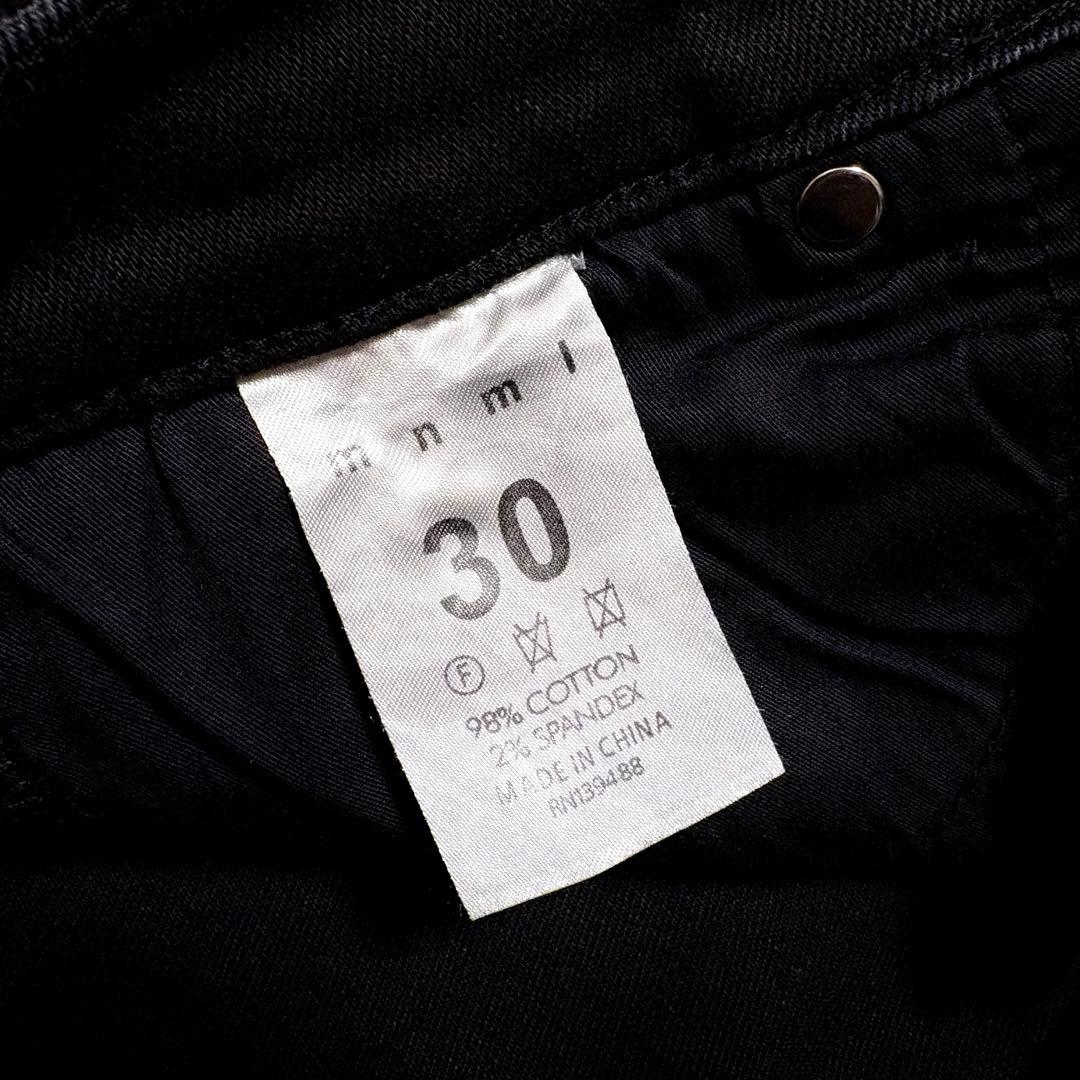 m n m l
30
F
98% COTTON
2% SPANDEX
MADE IN CHINA
RN139488